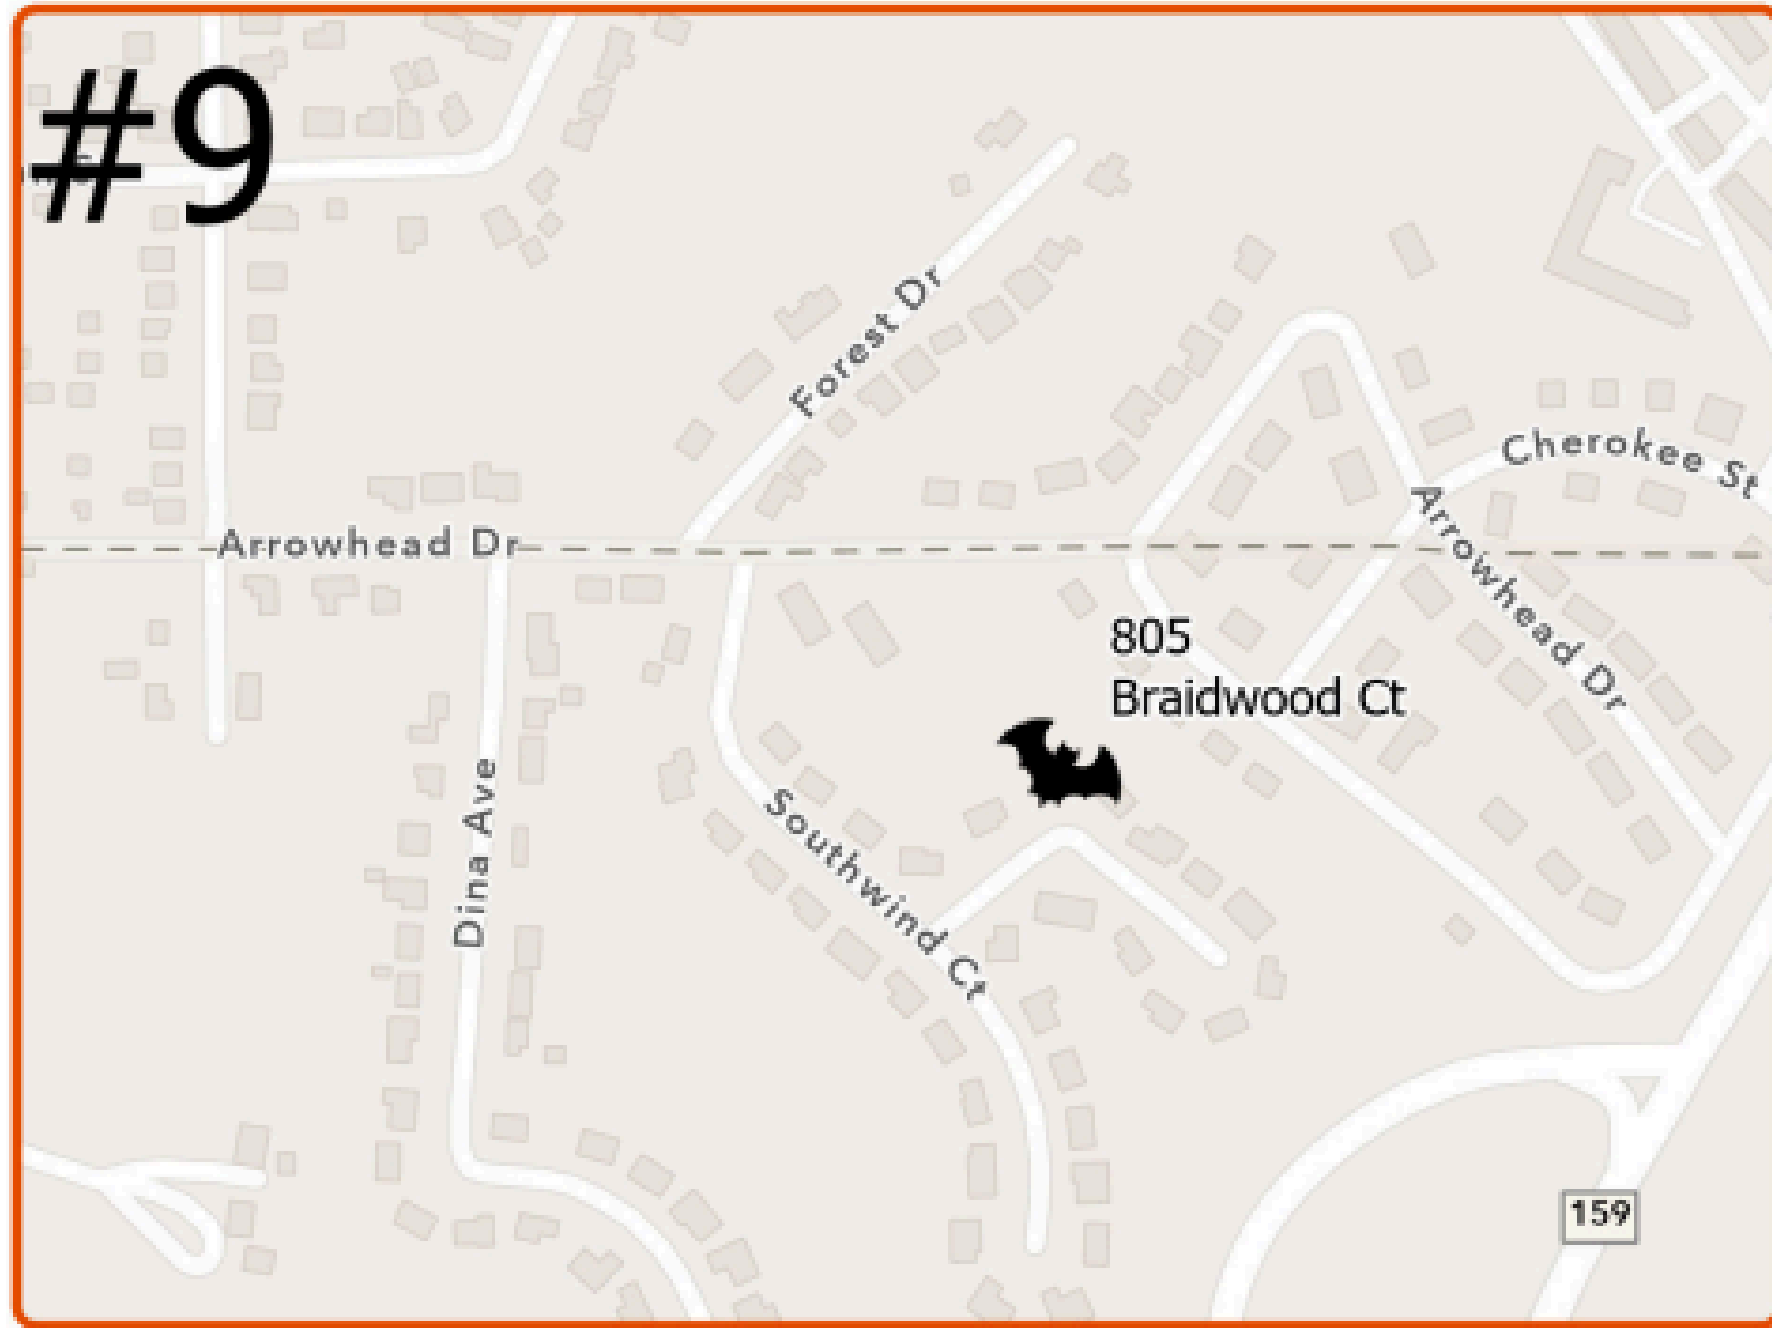 #9
Forest Dr
Cherokee St
Arrowhead Dr
Arrowhead Dr
805
Braidwood Ct
Dina Ave
Southwind Ct
159